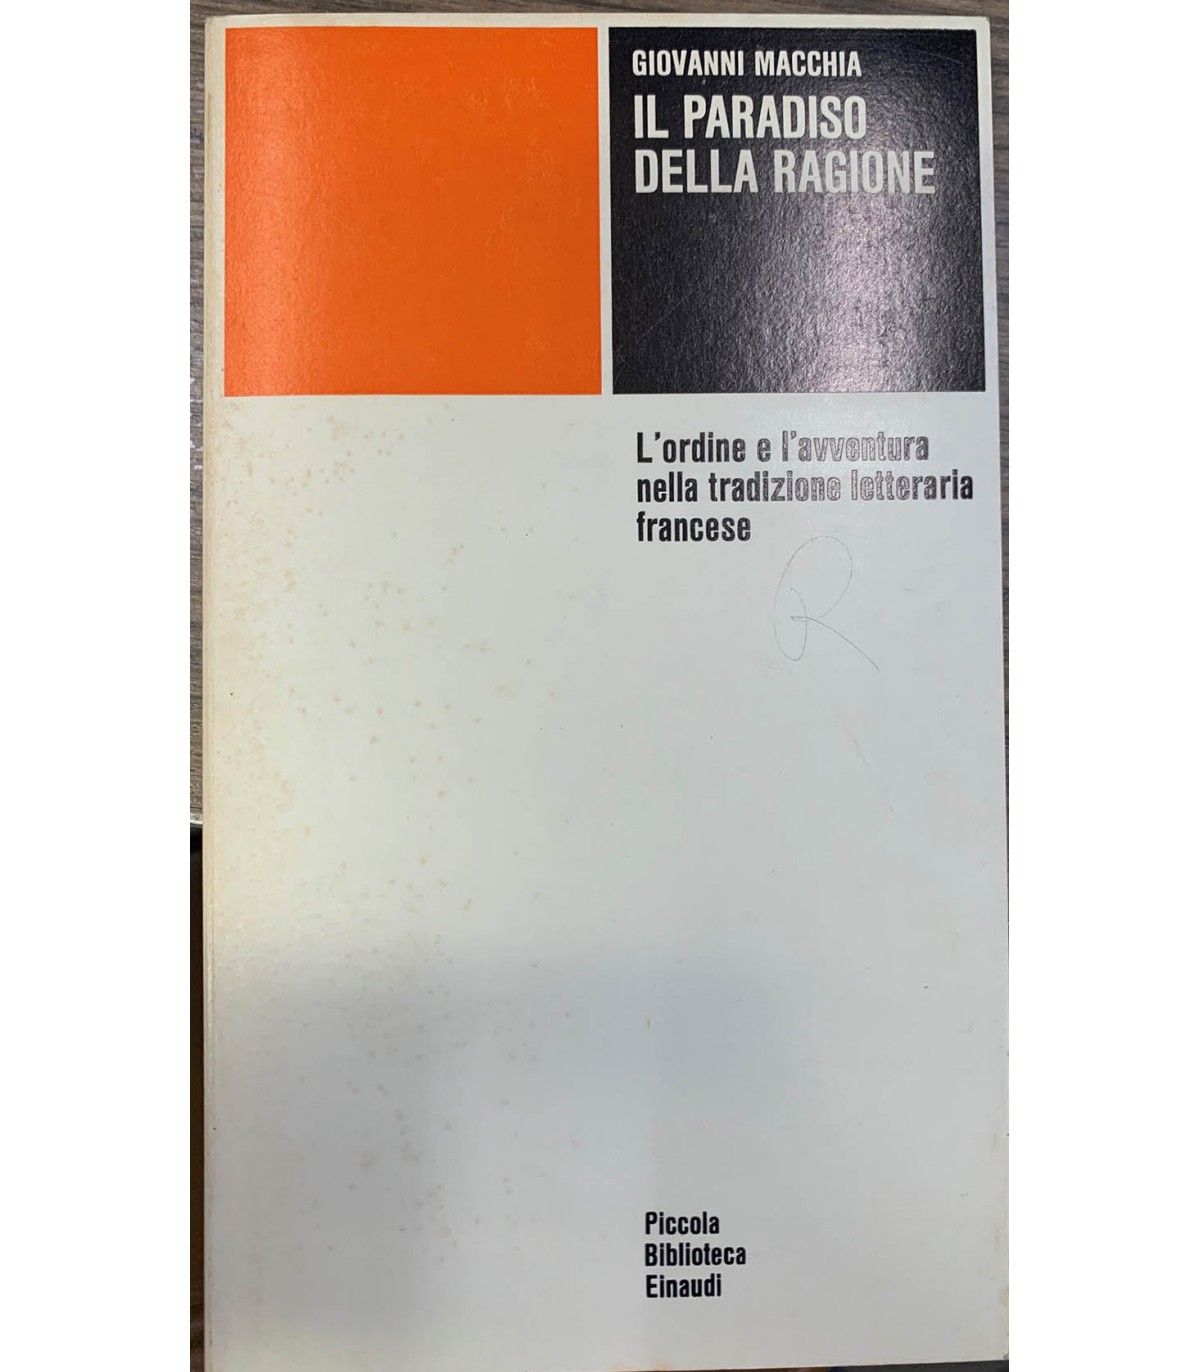 GIOVANNI MACCHIA
IL PARADISO
DELLA RAGIONE
L'ordine e l'avventura
nella tradizione letteraria
francese
R
Piccola
Biblioteca
Einaudi